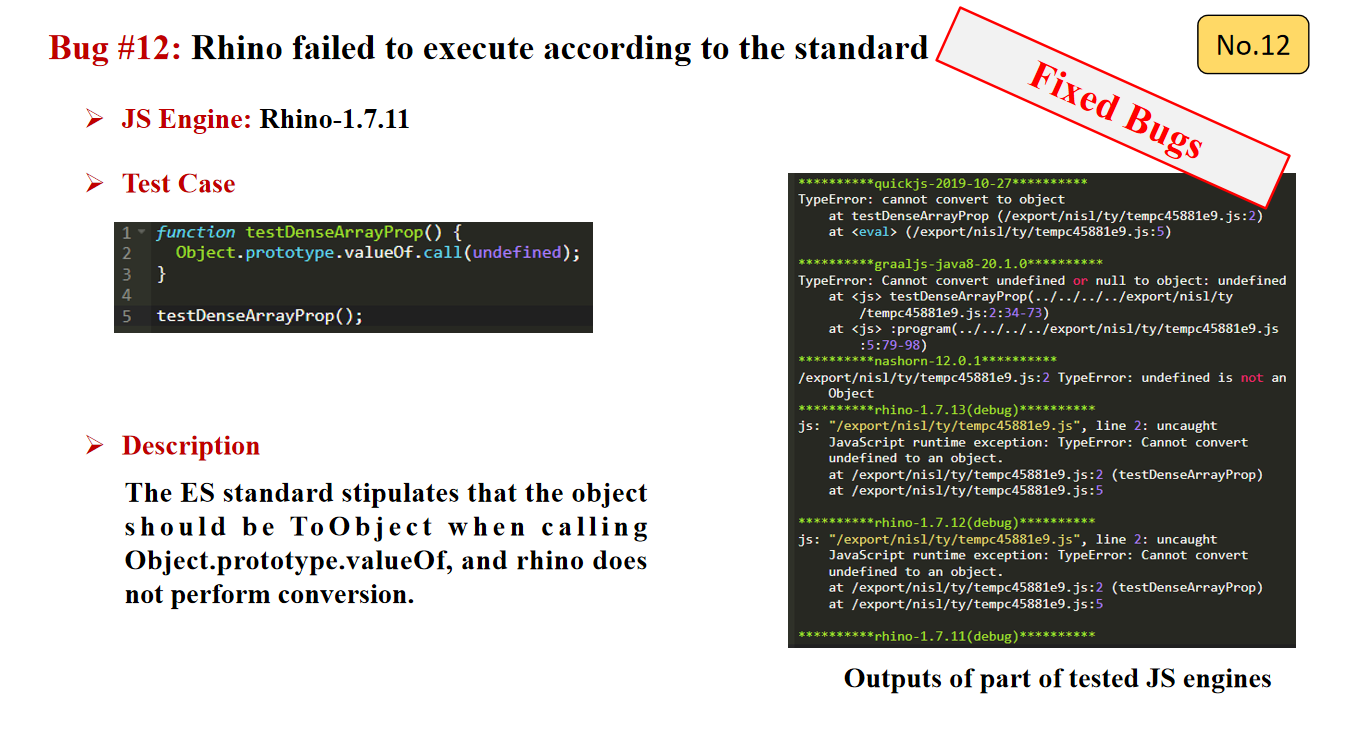 Bug #12: Rhino failed to execute according to the standard
No.12
Fixed Bugs
➢ JS Engine: Rhino-1.7.11
➢ Test Case
1 function testDenseArrayProp() {
2 Object.prototype.valueOf.call(undefined);
3 }
4
5 testDenseArrayProp();
➢ Description
The ES standard stipulates that the object
should be ToObject when calling
Object.prototype.valueOf, and rhino does
not perform conversion.
**********quickjs-2019-10-27**********
TypeError: cannot convert to object
at testDenseArrayProp (/export/nisl/ty/tempc45881e9.js:2)
at <eval> (/export/nisl/ty/tempc45881e9.js:5)
**********graaljs-java8-20.1.0**********
TypeError: Cannot convert undefined or null to object: undefined
at <js> testDenseArrayProp(../../../../export/nisl/ty
/tempc45881e9.js:2:34-73)
at <js> :program(../../../../export/nisl/ty/tempc45881e9.js
:5:79-98)
**********nashorn-12.0.1**********
/export/nisl/ty/tempc45881e9.js:2 TypeError: undefined is not an
Object
**********rhino-1.7.13(debug)**********
js: "/export/nisl/ty/tempc45881e9.js", line 2: uncaught
JavaScript runtime exception: TypeError: Cannot convert
undefined to an object.
at /export/nisl/ty/tempc45881e9.js:2 (testDenseArrayProp)
at /export/nisl/ty/tempc45881e9.js:5
**********rhino-1.7.12(debug)**********
js: "/export/nisl/ty/tempc45881e9.js", line 2: uncaught
JavaScript runtime exception: TypeError: Cannot convert
undefined to an object.
at /export/nisl/ty/tempc45881e9.js:2 (testDenseArrayProp)
at /export/nisl/ty/tempc45881e9.js:5
**********rhino-1.7.11(debug)**********
Outputs of part of tested JS engines